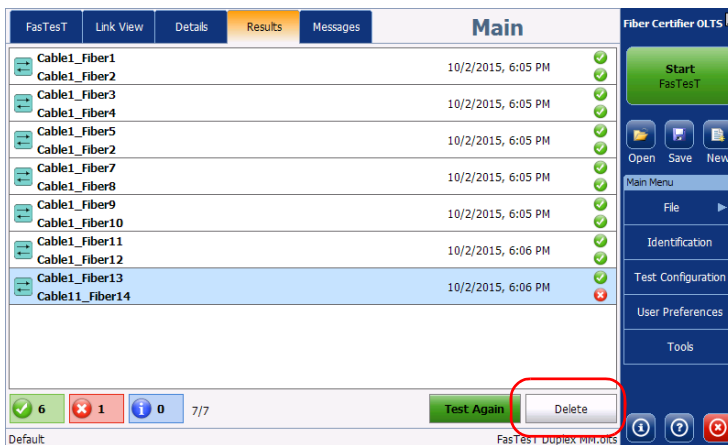 FasTesT Link View Details Results Messages Main Fiber Certifier OLTS
Cable1_Fiber1
Cable1_Fiber2
10/2/2015, 6:05 PM
Cable1_Fiber3
Cable1_Fiber4
10/2/2015, 6:05 PM
Cable1_Fiber5
Cable1_Fiber2
10/2/2015, 6:05 PM
Cable1_Fiber7
Cable1_Fiber8
10/2/2015, 6:05 PM
Cable1_Fiber9
Cable1_Fiber10
10/2/2015, 6:05 PM
Cable1_Fiber11
Cable1_Fiber12
10/2/2015, 6:06 PM
Cable1_Fiber13
Cable11_Fiber14
10/2/2015, 6:06 PM
6 1 0 7/7
Test Again Delete
Default FasTesT Duplex MM.olts
Start
FasTesT
Open Save New
Main Menu
File
Identification
Test Configuration
User Preferences
Tools